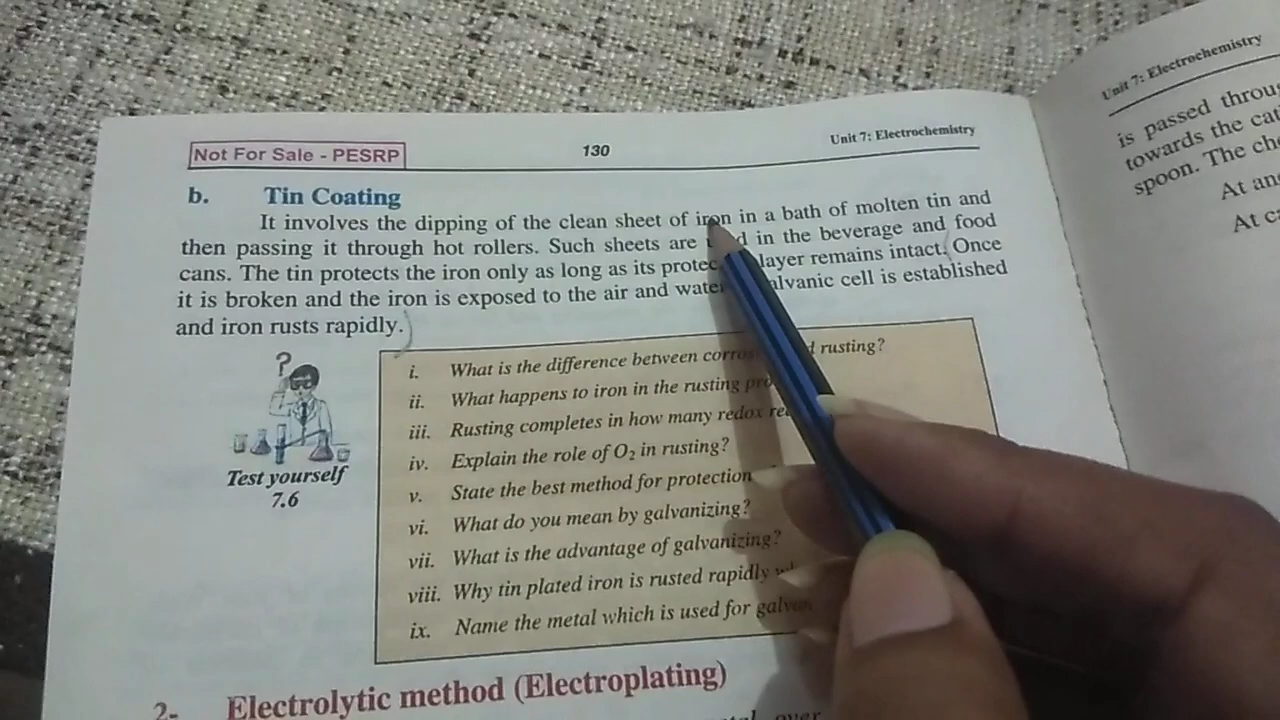 Not For Sale - PESRP
130
Unit 7: Electrochemistry
b. Tin Coating
It involves the dipping of the clean sheet of iron in a bath of molten tin and
then passing it through hot rollers. Such sheets are in the beverage and food
cans. The tin protects the iron only as long as its layer remains intact. Once
it is broken and the iron is exposed to the air and water galvanic cell is established
and iron rusts rapidly.
i. What is the difference between rusting?
ii. What happens to iron in the rusting
iii. Rusting completes in how many redox
iv. Explain the role of O₂ in rusting?
v. State the best method for protection
vi. What do you mean by galvanizing?
vii. What is the advantage of galvanizing?
viii. Why tin plated iron is rusted rapidly
ix. Name the metal which is used for
Test yourself
7.6
2- Electrolytic method (Electroplating)
over
Unit 7: Electrochemistry
is passed
towards the
spoon. The
At
At